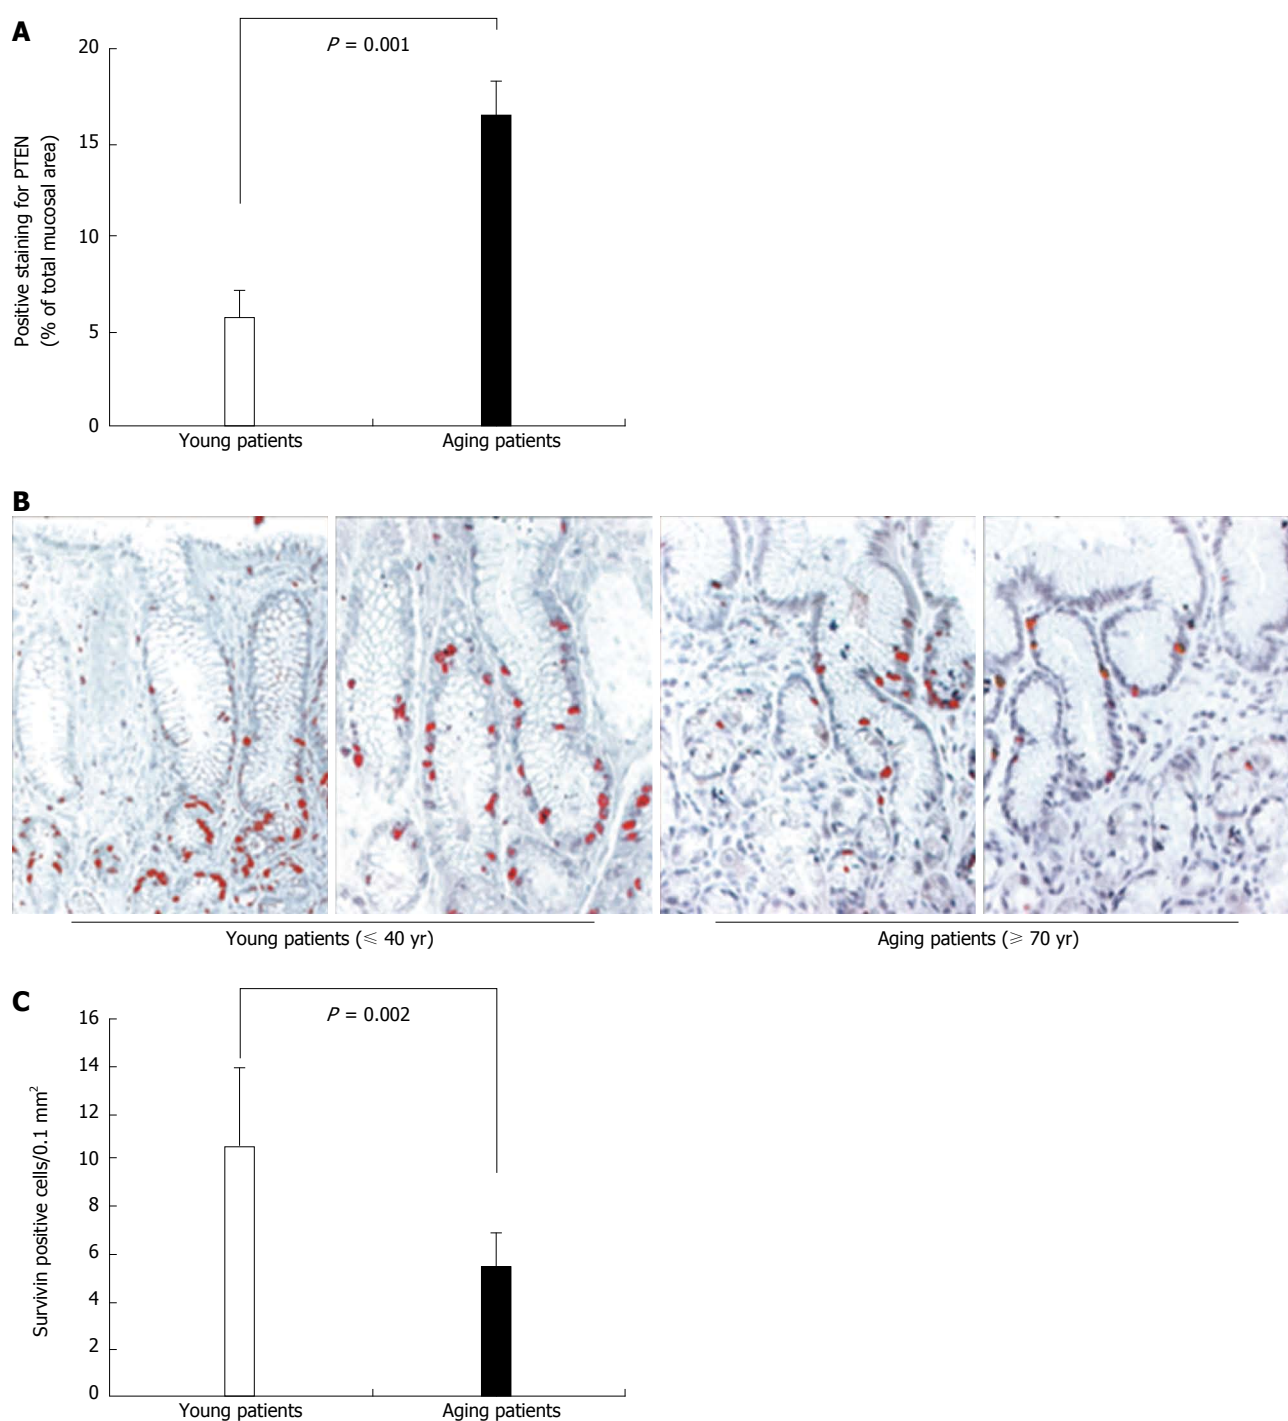 A
P = 0.001
20
15
10
5
0
Positive staining for PTEN
(% of total mucosal area)
Young patients
Aging patients
B
Young patients (≤ 40 yr)
Aging patients (≥ 70 yr)
C
P = 0.002
16
14
12
10
8
6
4
2
0
Survivin positive cells/0.1 mm²
Young patients
Aging patients